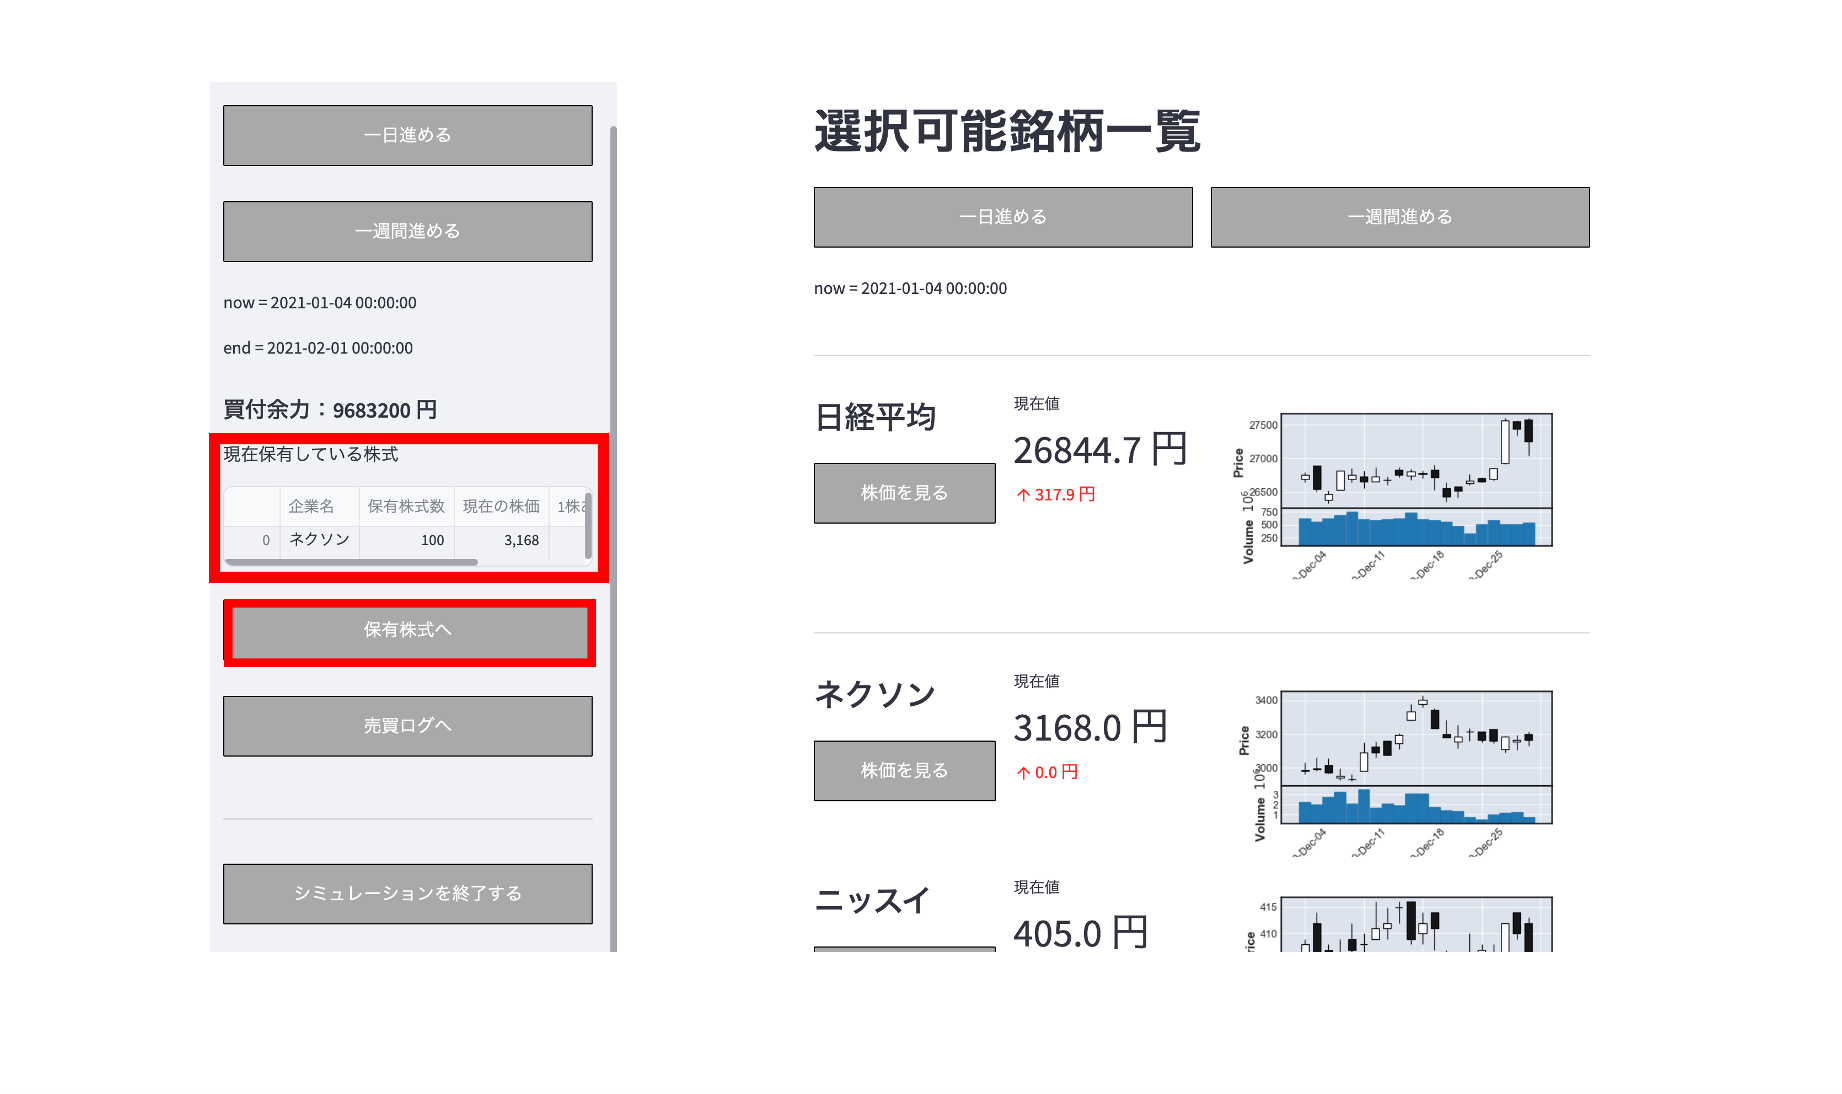 一日進める
一週間進める
now = 2021-01-04 00:00:00
end = 2021-02-01 00:00:00
買付余力：9683200 円
現在保有している株式
企業名 保有株式数 現在の株価
0 ネクソン 100 3,168
保有株式へ
売買ログへ
シミュレーションを終了する
選択可能銘柄一覧
一日進める 一週間進める
now = 2021-01-04 00:00:00
日経平均
株価を見る
現在値
26844.7 円
↑ 317.9 円
Price
27500
27000
26500
Volume 10^6
750
500
250
-Dec-04 -Dec-11 -Dec-18 -Dec-25
ネクソン
株価を見る
現在値
3168.0 円
↑ 0.0 円
Price
3400
3200
3000
Volume 10^6
3
2
1
-Dec-04 -Dec-11 -Dec-18 -Dec-25
ニッスイ
現在値
405.0 円
415
410